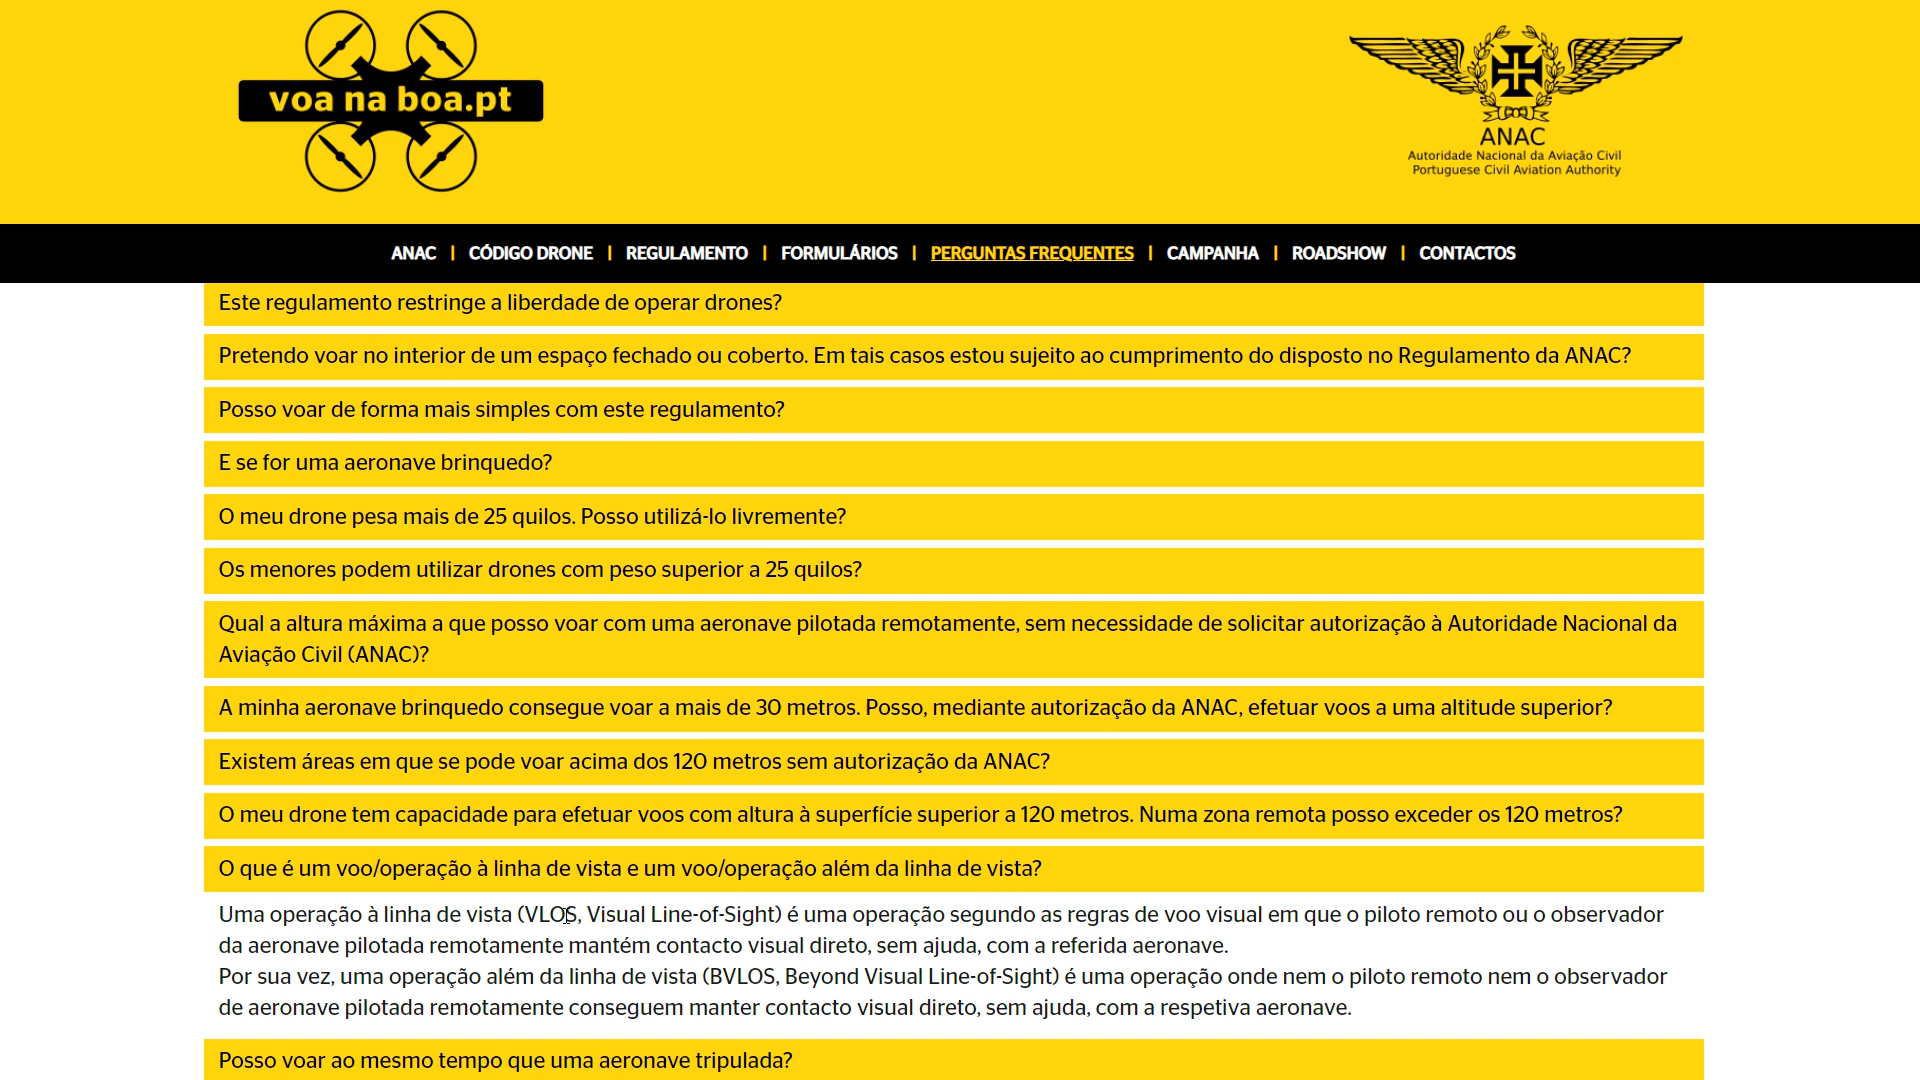 voa na boa.pt
ANAC
Autoridade Nacional da Aviação Civil
Portuguese Civil Aviation Authority
ANAC | CÓDIGO DRONE | REGULAMENTO | FORMULÁRIOS | PERGUNTAS FREQUENTES | CAMPANHA | ROADSHOW | CONTACTOS
Este regulamento restringe a liberdade de operar drones?
Pretendo voar no interior de um espaço fechado ou coberto. Em tais casos estou sujeito ao cumprimento do disposto no Regulamento da ANAC?
Posso voar de forma mais simples com este regulamento?
E se for uma aeronave brinquedo?
O meu drone pesa mais de 25 quilos. Posso utilizá-lo livremente?
Os menores podem utilizar drones com peso superior a 25 quilos?
Qual a altura máxima a que posso voar com uma aeronave pilotada remotamente, sem necessidade de solicitar autorização à Autoridade Nacional da
Aviação Civil (ANAC)?
A minha aeronave brinquedo consegue voar a mais de 30 metros. Posso, mediante autorização da ANAC, efetuar voos a uma altitude superior?
Existem áreas em que se pode voar acima dos 120 metros sem autorização da ANAC?
O meu drone tem capacidade para efetuar voos com altura à superfície superior a 120 metros. Numa zona remota posso exceder os 120 metros?
O que é um voo/operação à linha de vista e um voo/operação além da linha de vista?
Uma operação à linha de vista (VLOS, Visual Line-of-Sight) é uma operação segundo as regras de voo visual em que o piloto remoto ou o observador
da aeronave pilotada remotamente mantém contacto visual direto, sem ajuda, com a referida aeronave.
Por sua vez, uma operação além da linha de vista (BVLOS, Beyond Visual Line-of-Sight) é uma operação onde nem o piloto remoto nem o observador
de aeronave pilotada remotamente conseguem manter contacto visual direto, sem ajuda, com a respetiva aeronave.
Posso voar ao mesmo tempo que uma aeronave tripulada?